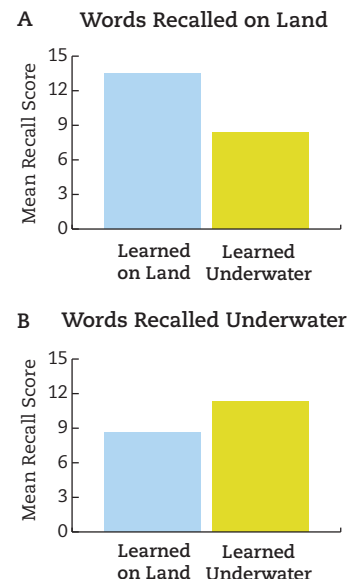 A Words Recalled on Land
Mean Recall Score
15
12
9
6
3
0
Learned
on Land
Learned
Underwater
B Words Recalled Underwater
Mean Recall Score
15
12
9
6
3
0
Learned
on Land
Learned
Underwater